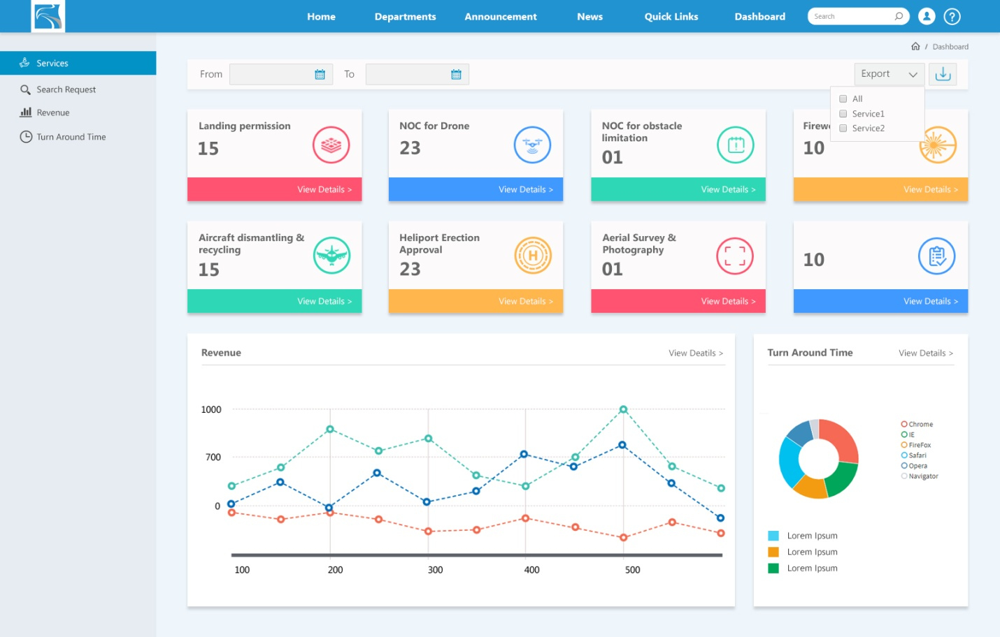 Home Departments Announcement News Quick Links Dashboard Search
/ Dashboard
Services
Search Request
Revenue
Turn Around Time
From To Export
All
Service1
Service2
Landing permission
15
View Details >
NOC for Drone
23
View Details >
NOC for obstacle
limitation
01
View Details >
10
View Details >
Aircraft dismantling &
recycling
15
View Details >
Heliport Erection
Approval
23
View Details >
Aerial Survey &
Photography
01
View Details >
10
View Details >
Revenue View Deatils >
1000
700
0
100 200 300 400 500
Turn Around Time View Details >
Chrome
IE
FireFox
Safari
Opera
Navigator
Lorem Ipsum
Lorem Ipsum
Lorem Ipsum